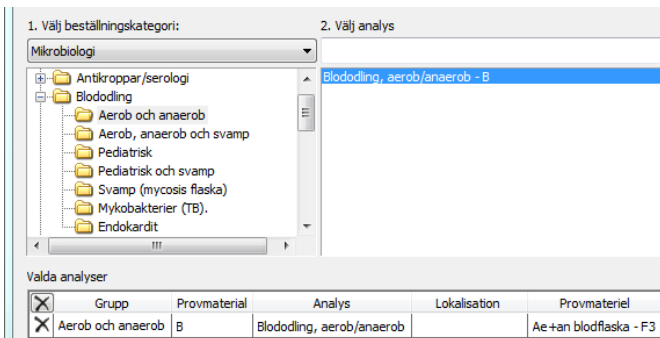 1. Välj beställningskategori:
2. Välj analys
Mikrobiologi
Antikroppar/serologi
Blododling
Aerob och anaerob
Aerob, anaerob och svamp
Pediatrisk
Pediatrisk och svamp
Svamp (mycosis flaska)
Mykobakterier (TB).
Endokardit
Blododling, aerob/anaerob - B
Valda analyser
Grupp Provmaterial Analys Lokalisation Provmateriel
Aerob och anaerob B Blododling, aerob/anaerob Ae+an blodflaska - F3